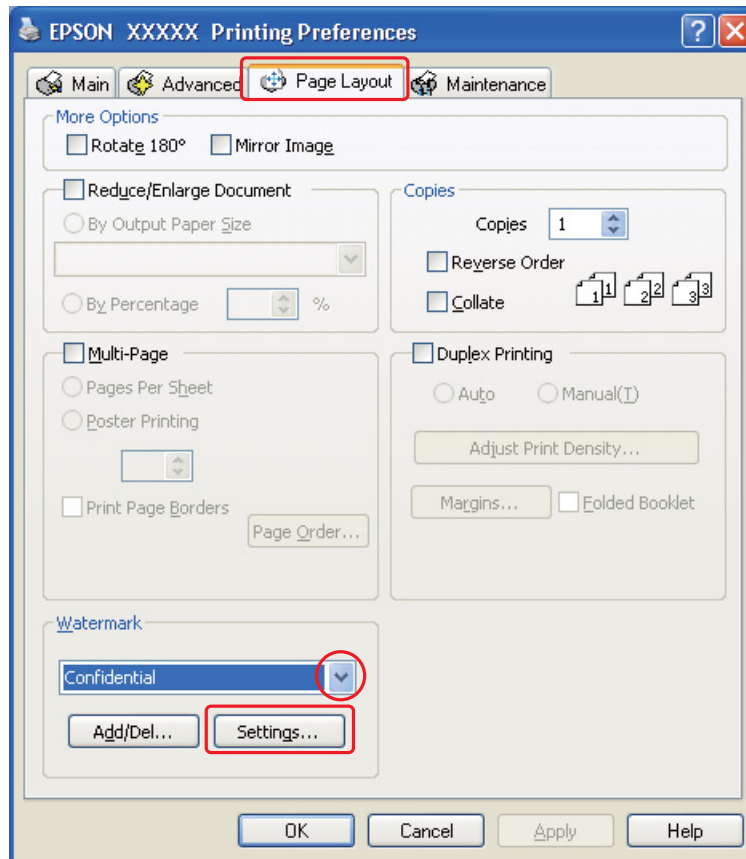 EPSON XXXXX Printing Preferences
Main Advanced Page Layout Maintenance
More Options
Rotate 180° Mirror Image
Reduce/Enlarge Document
By Output Paper Size
By Percentage %
Copies
Copies 1
Reverse Order
Collate
1 1 2 2 3 3
Multi-Page
Pages Per Sheet
Poster Printing
Print Page Borders
Page Order...
Duplex Printing
Auto Manual(T)
Adjust Print Density...
Margins... Folded Booklet
Watermark
Confidential
Add/Del... Settings...
OK Cancel Apply Help